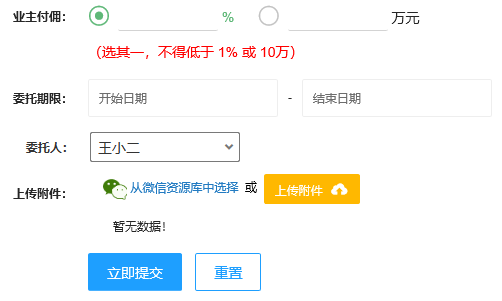 业主付佣： % 万元
（选其一，不得低于 1% 或 10万）
委托期限： 开始日期 - 结束日期
委托人： 王小二
上传附件： 从微信资源库中选择 或 上传附件
暂无数据！
立即提交 重置